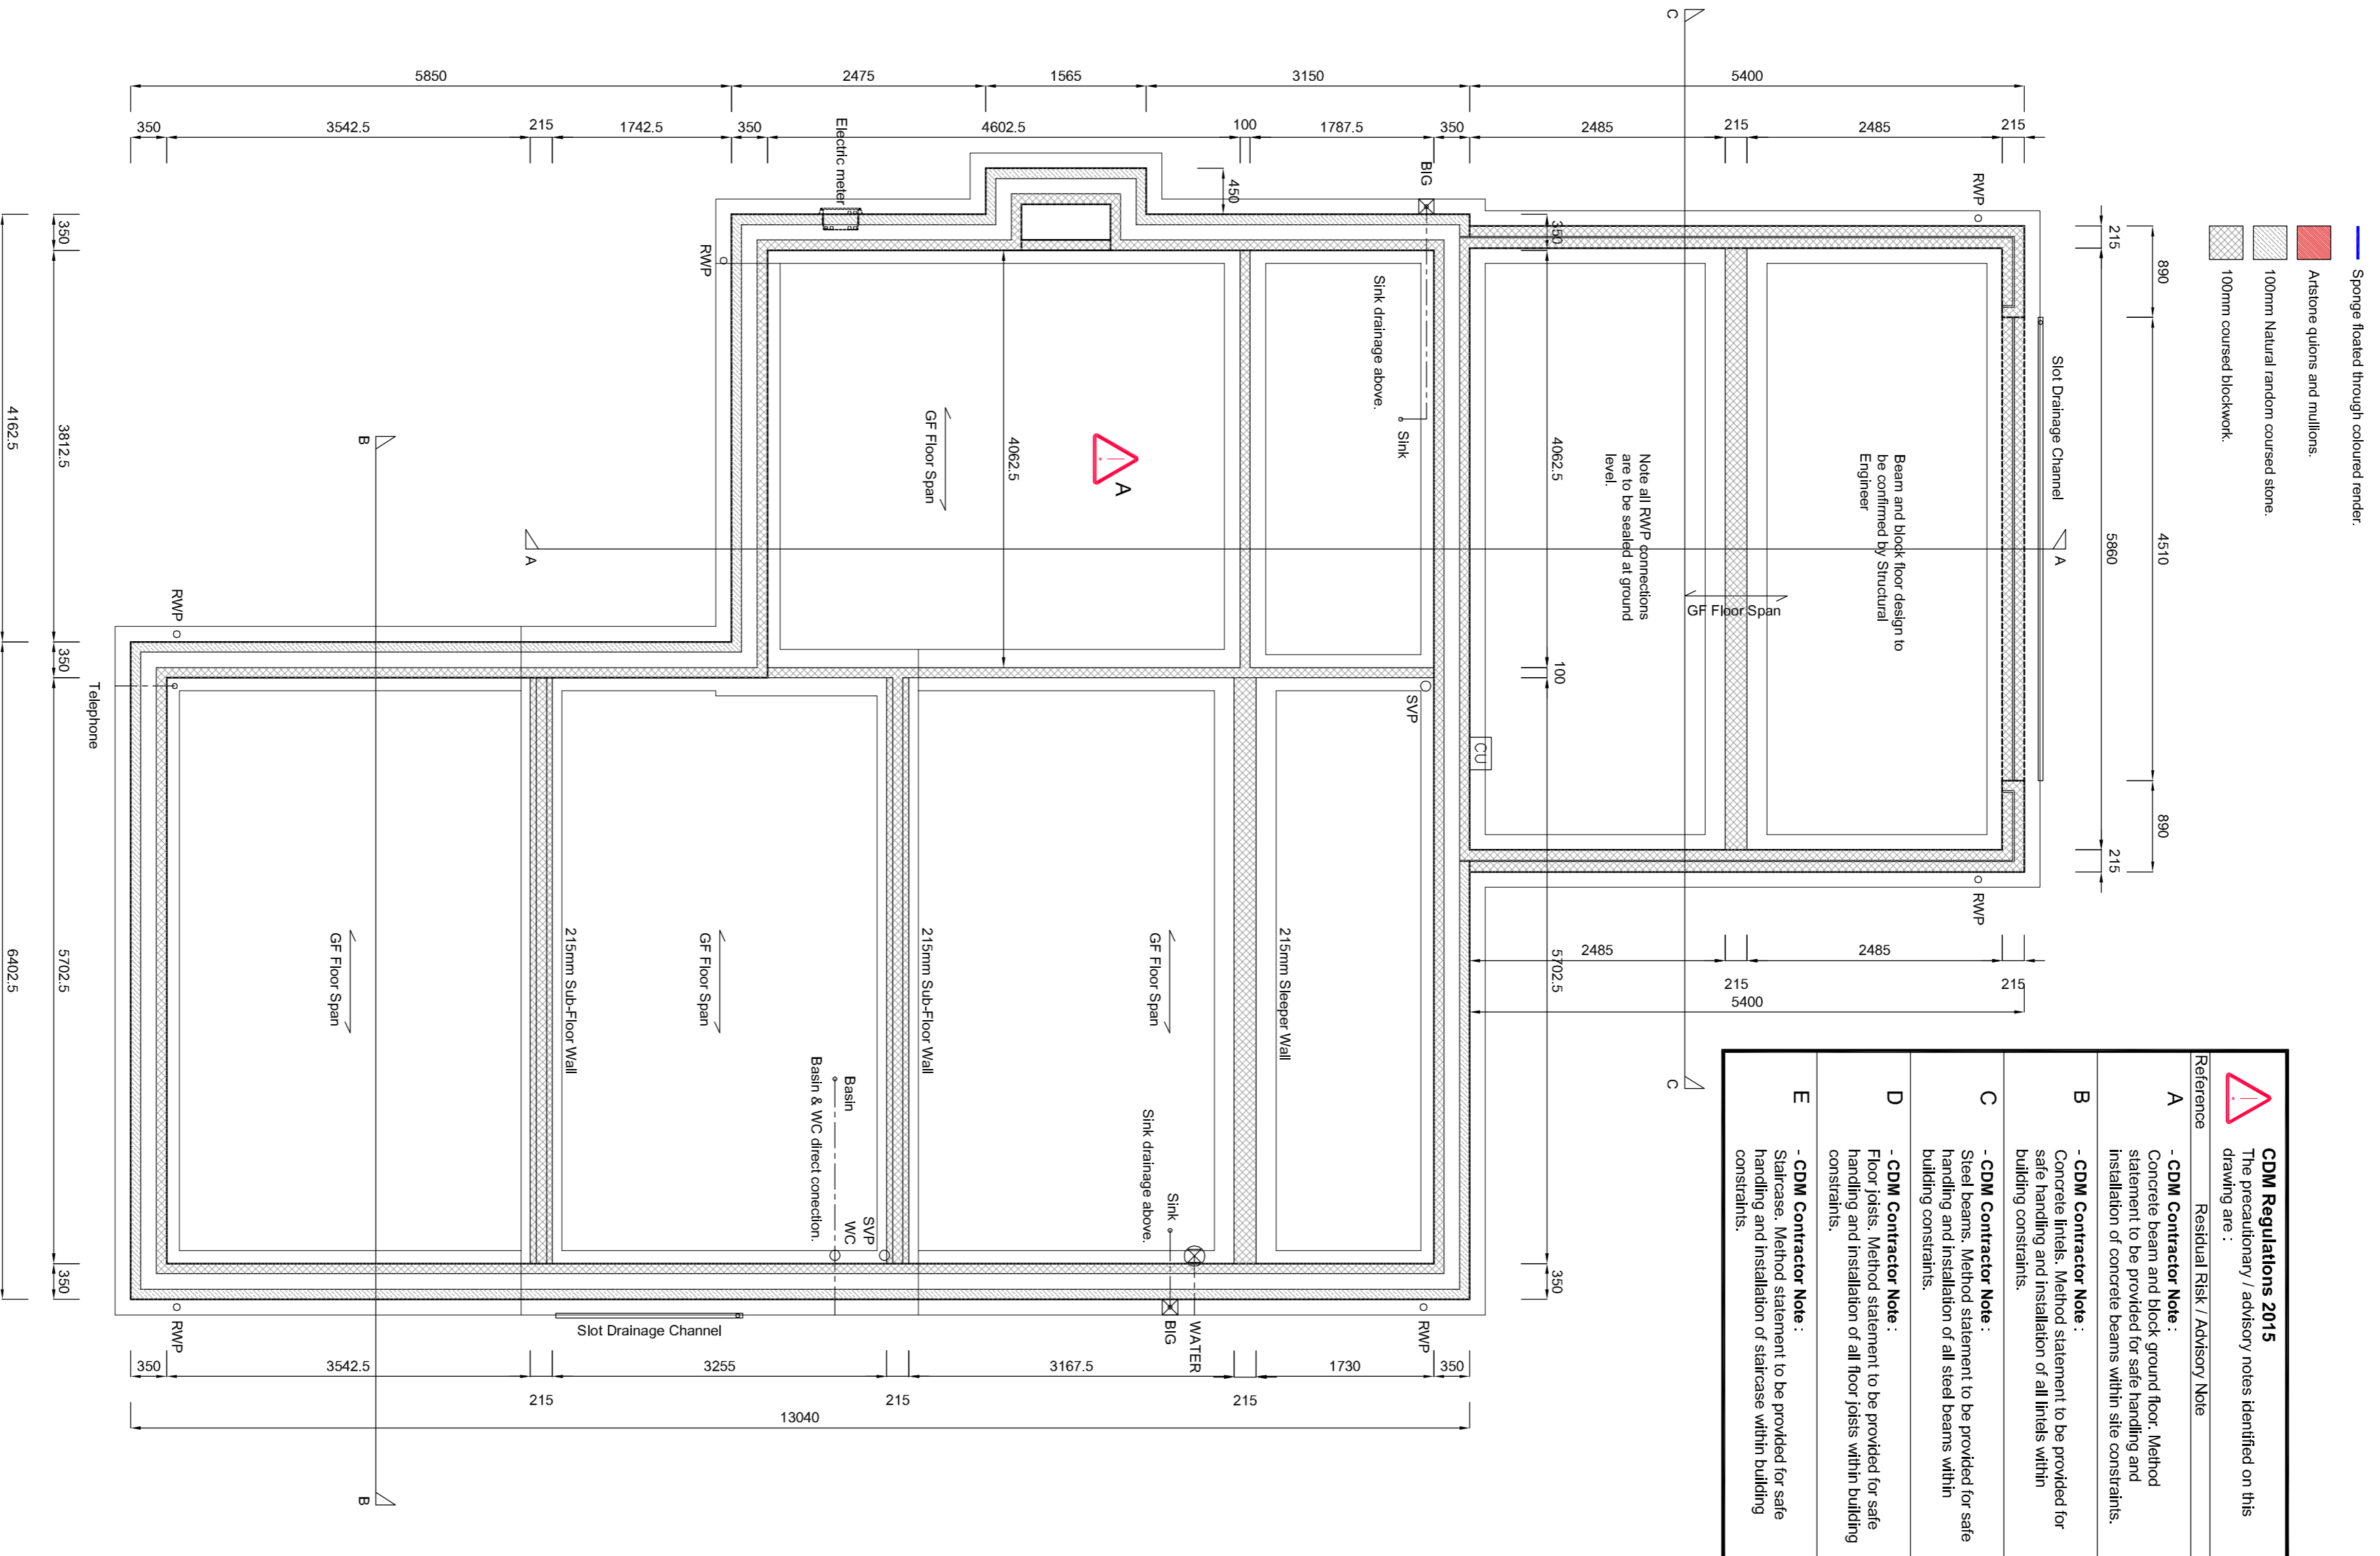 Sponge floated through coloured render.
Artstone quions and mullions.
100mm Natural random coursed stone.
100mm coursed blockwork.
CDM Regulations 2015
The precautionary / advisory notes identified on this
drawing are :
Reference
Residual Risk / Advisory Note
A
- CDM Contractor Note :
Concrete beam and block ground floor. Method
statement to be provided for safe handling and
installation of concrete beams within site constraints.
B
- CDM Contractor Note :
Concrete lintels. Method statement to be provided for
safe handling and installation of all lintels within
building constraints.
C
- CDM Contractor Note :
Steel beams. Method statement to be provided for safe
handling and installation of all steel beams within
building constraints.
D
- CDM Contractor Note :
Floor joists. Method statement to be provided for safe
handling and installation of all floor joists within building
constraints.
E
- CDM Contractor Note :
Staircase. Method statement to be provided for safe
handling and installation of staircase within building
constraints.
890
4510
890
215
5860
215
Slot Drainage Channel
A
RWP
RWP
Beam and block floor design to
be confirmed by Structural
Engineer
GF Floor Span
Note all RWP connections
are to be sealed at ground
level.
C
C
350
4062.5
100
5702.5
350
CU
BIG
Sink drainage above.
Sink
SVP
RWP
215mm Sleeper Wall
450
A
4062.5
GF Floor Span
GF Floor Span
WATER
BIG
Sink
Sink drainage above.
215mm Sub-Floor Wall
Electric meter
RWP
SVP
WC
Basin
Basin & WC direct conection.
GF Floor Span
Slot Drainage Channel
215mm Sub-Floor Wall
A
B
B
GF Floor Span
RWP
RWP
Telephone
5850
2475
1565
3150
5400
350
3542.5
215
1742.5
350
4602.5
100
1787.5
350
2485
215
2485
215
2485
215
2485
215
5400
350
3542.5
215
3255
215
3167.5
215
1730
350
13040
350
3812.5
350
5702.5
350
4162.5
6402.5